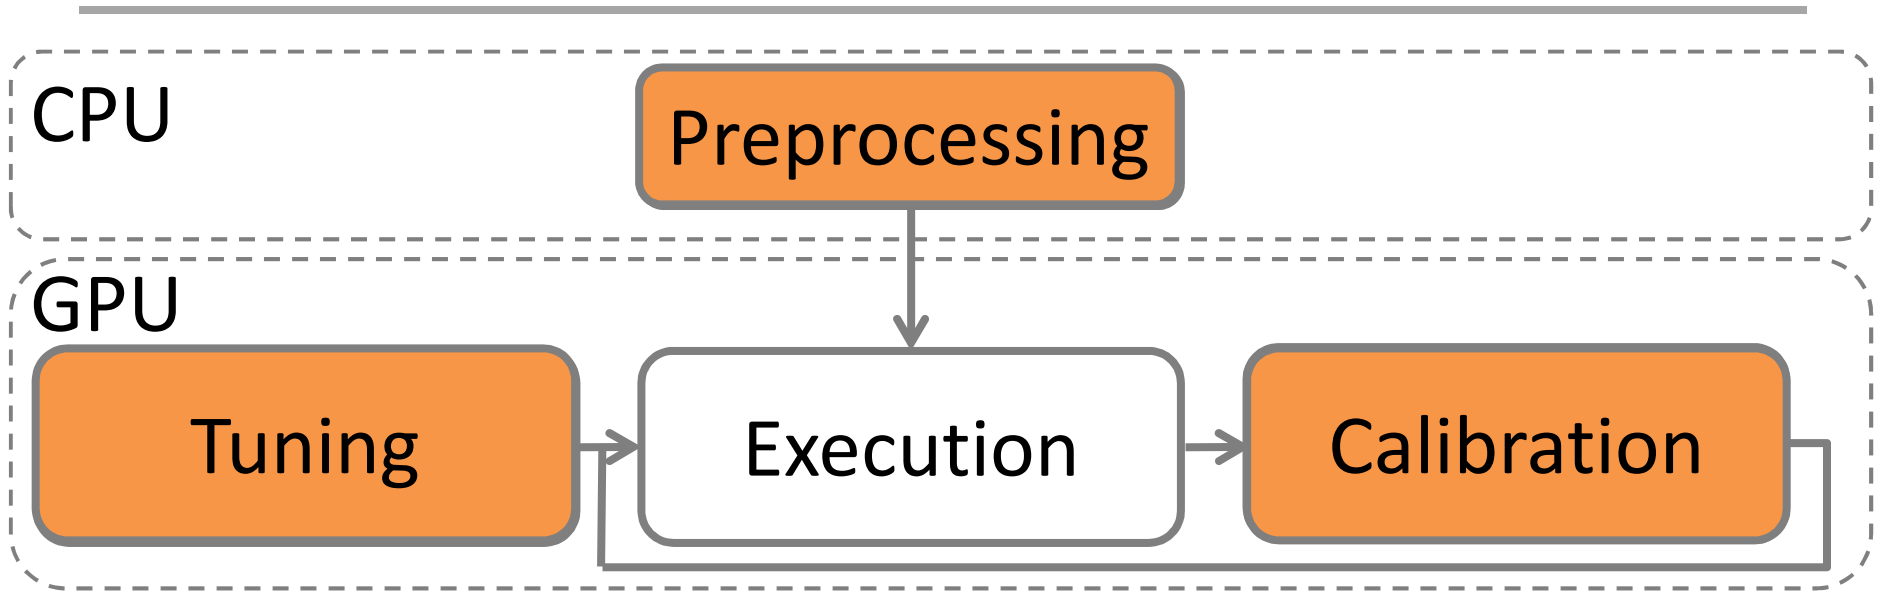 CPU
Preprocessing
GPU
Tuning
Execution
Calibration